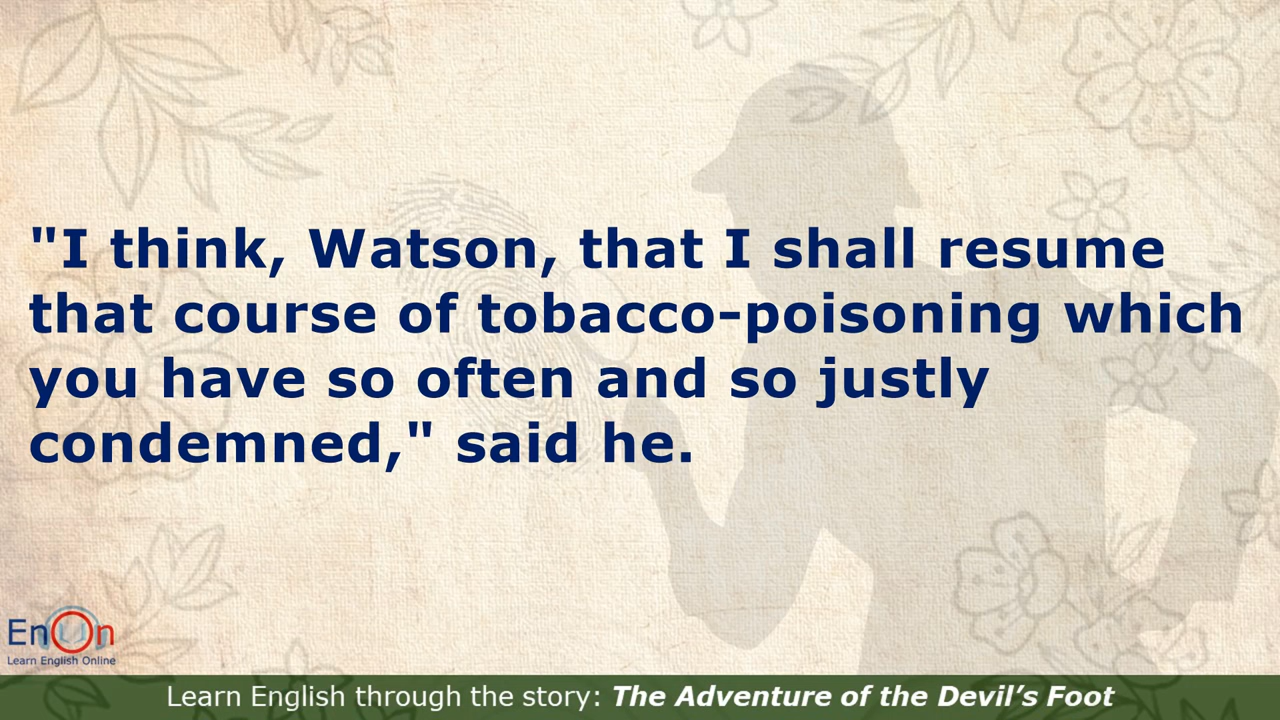 "I think, Watson, that I shall resume
that course of tobacco-poisoning which
you have so often and so justly
condemned," said he.
EnOn
Learn English Online
Learn English through the story: The Adventure of the Devil’s Foot